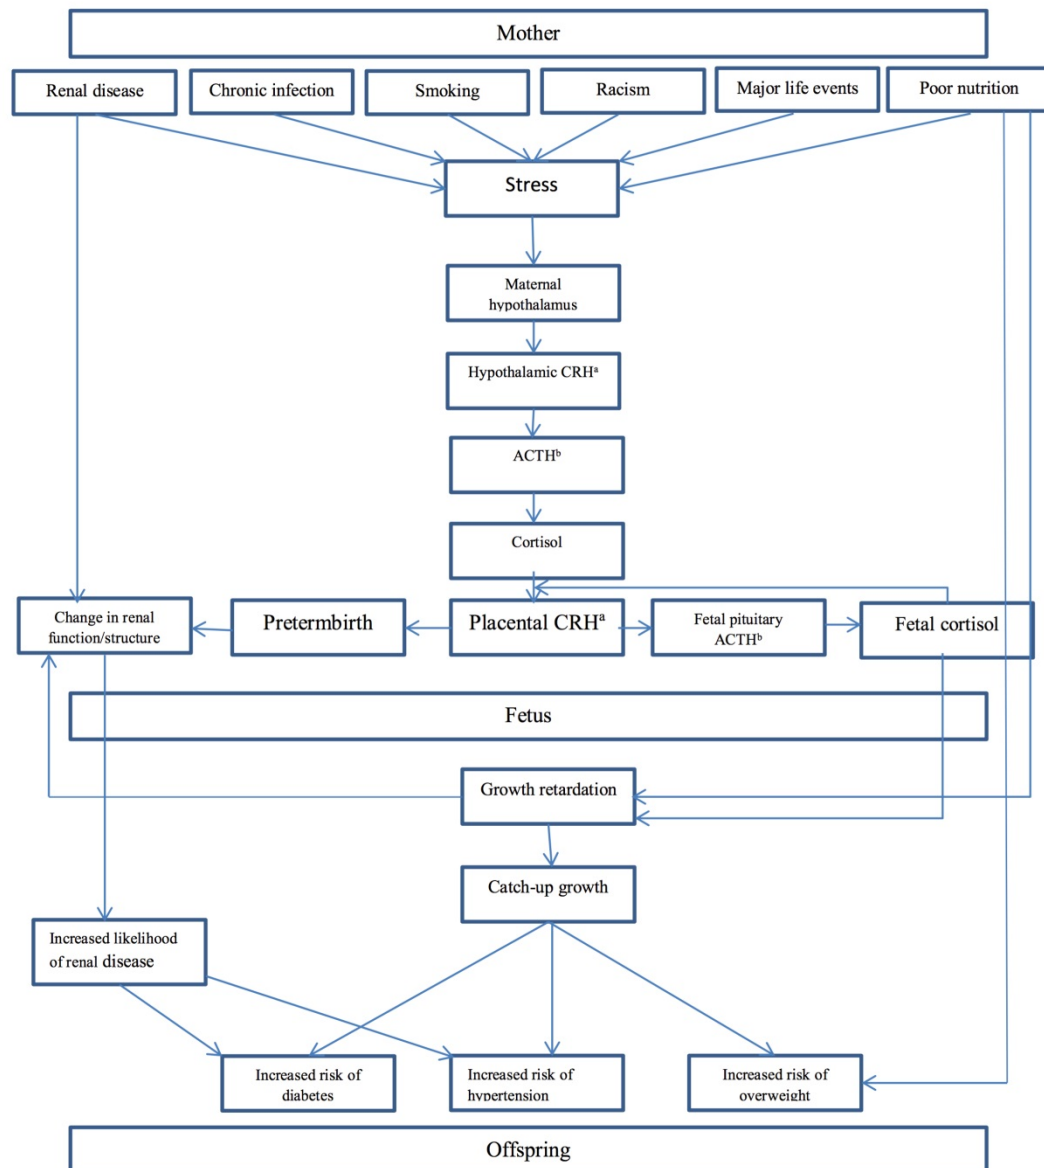 Mother
Renal disease
Chronic infection
Smoking
Racism
Major life events
Poor nutrition
Stress
Maternal
hypothalamus
Hypothalamic CRHᵃ
ACTHᵇ
Cortisol
Change in renal
function/structure
Pretermbirth
Placental CRHᵃ
Fetal pituitary
ACTHᵇ
Fetal cortisol
Fetus
Growth retardation
Catch-up growth
Increased likelihood
of renal disease
Increased risk of
diabetes
Increased risk of
hypertension
Increased risk of
overweight
Offspring